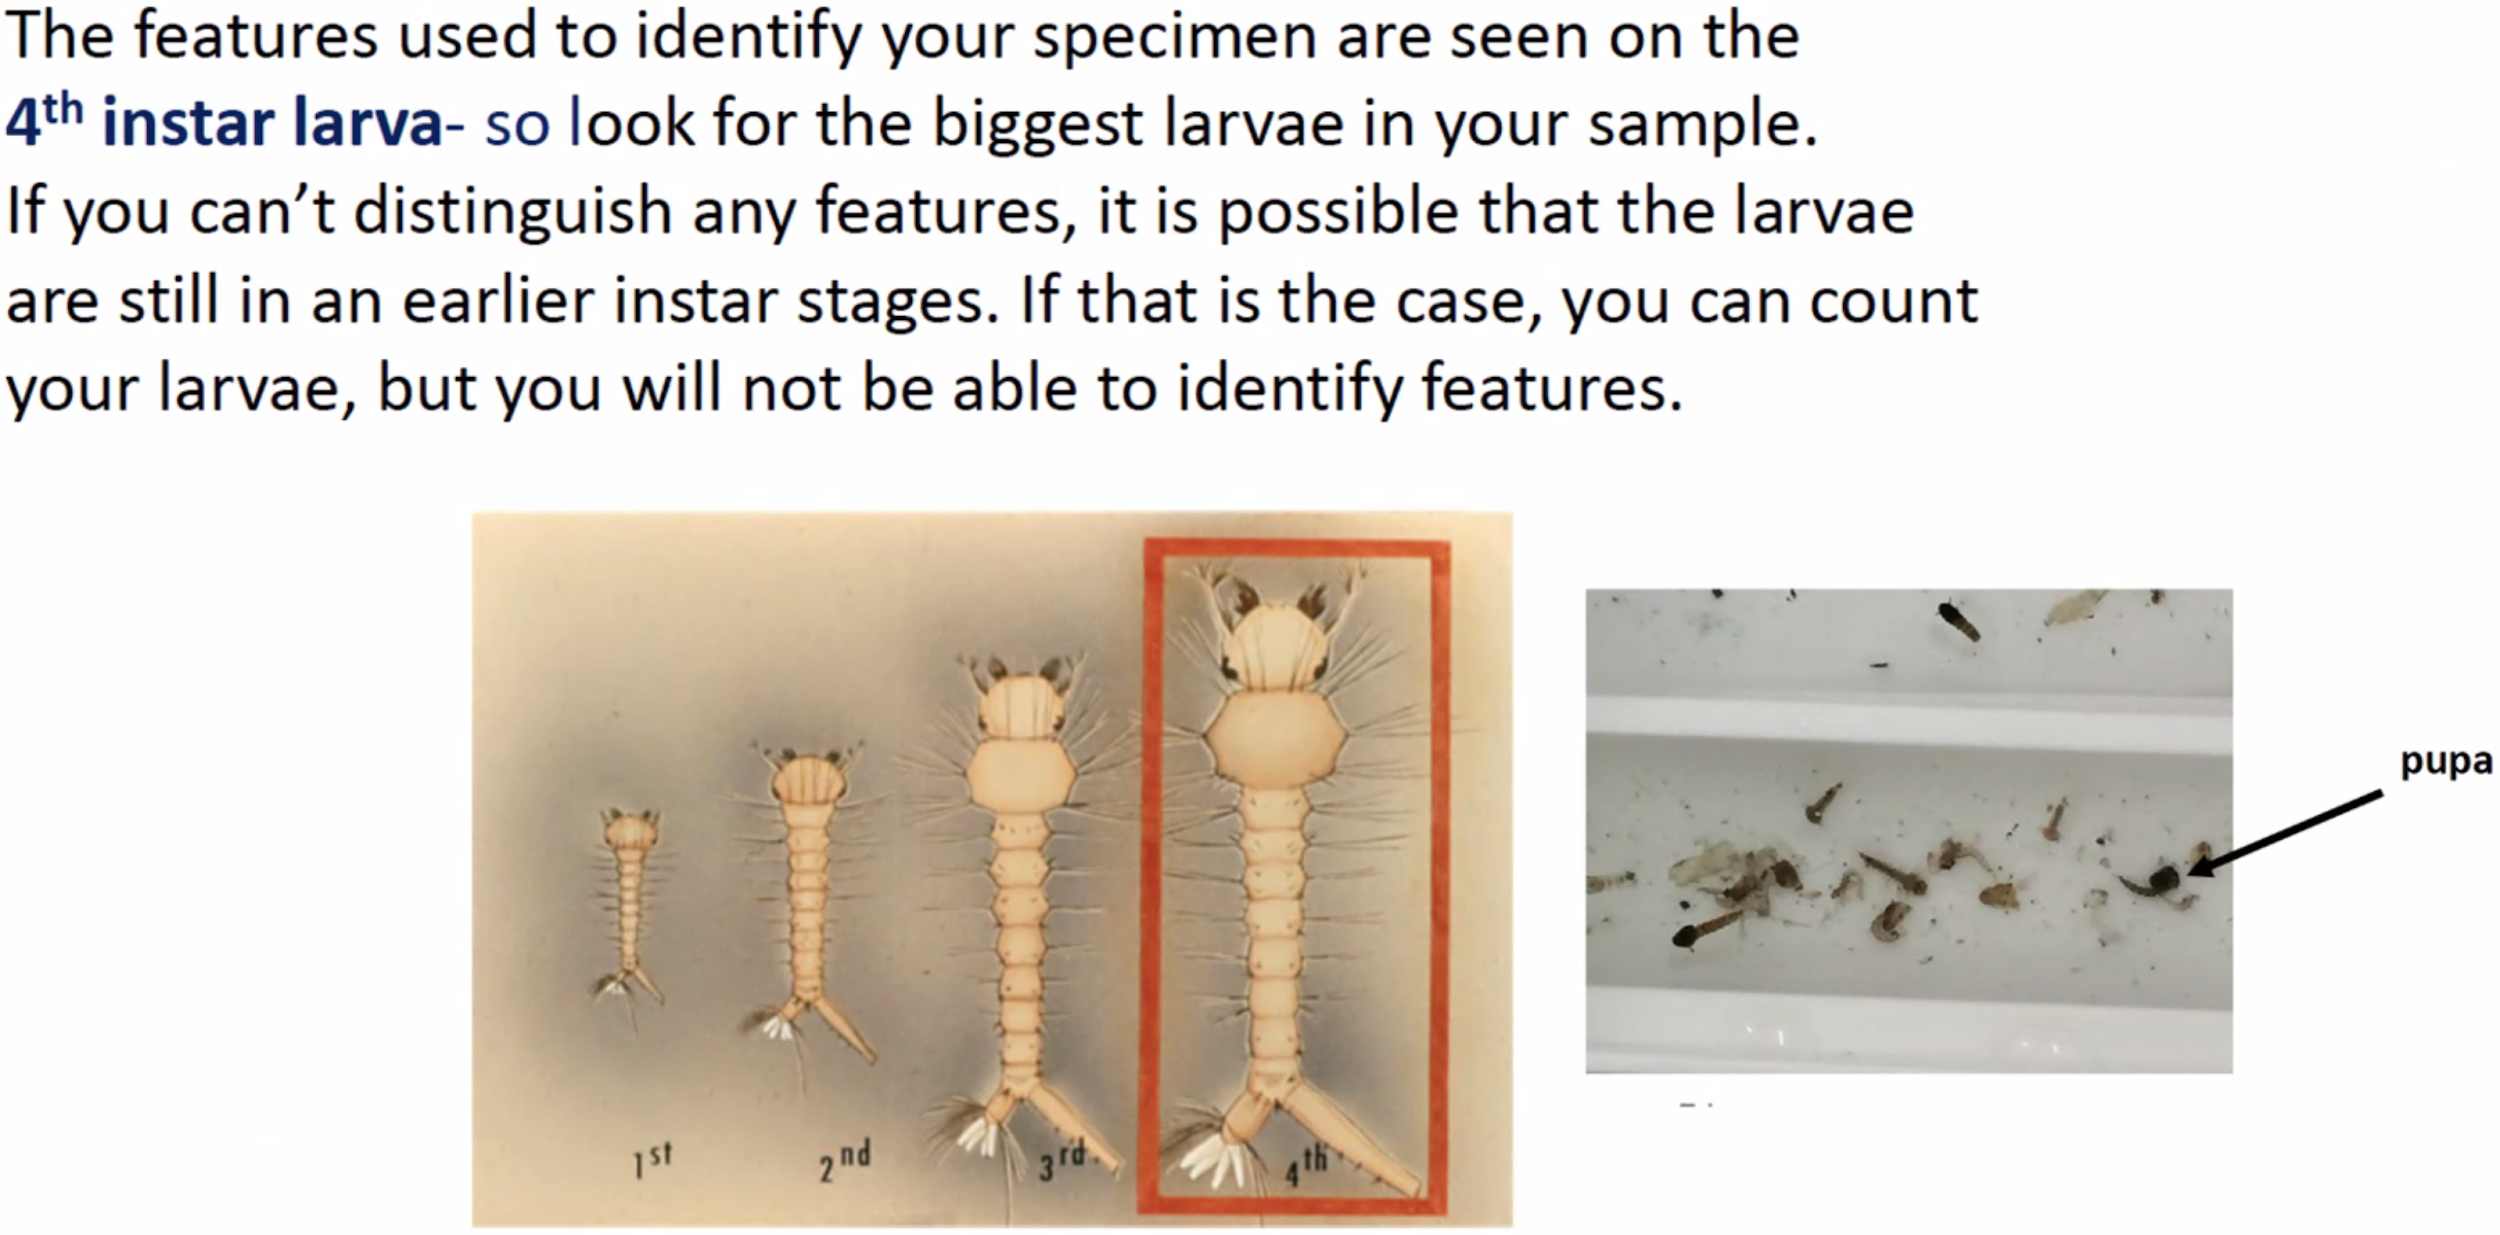 The features used to identify your specimen are seen on the
4th instar larva- so look for the biggest larvae in your sample.
If you can’t distinguish any features, it is possible that the larvae
are still in an earlier instar stages. If that is the case, you can count
your larvae, but you will not be able to identify features.
pupa
1st 2nd 3rd 4th